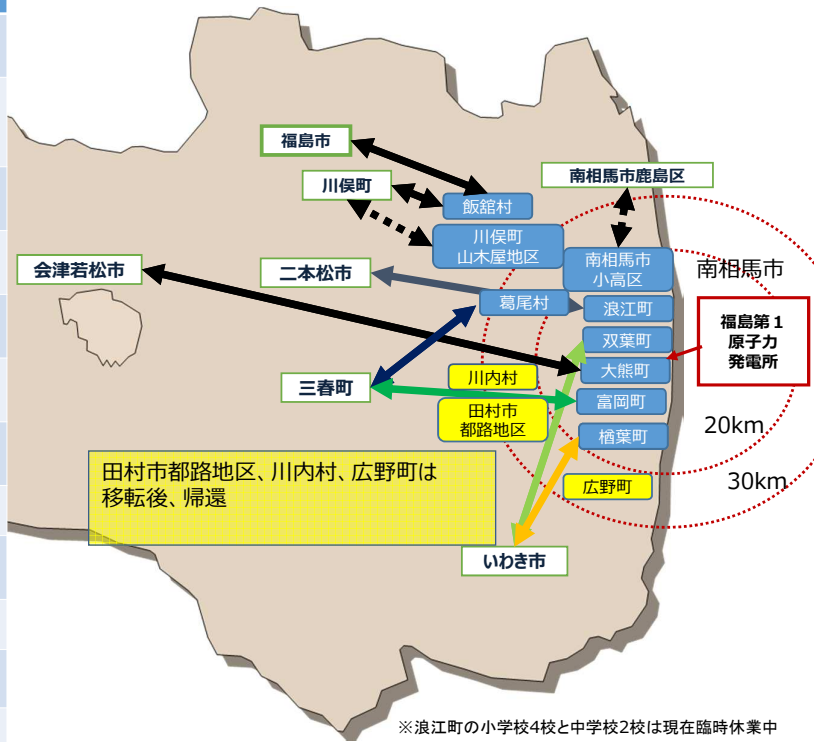 福島市
川俣町
南相馬市鹿島区
飯舘村
川俣町
山木屋地区
南相馬市
小高区
南相馬市
会津若松市
二本松市
葛尾村
浪江町
双葉町
福島第１
原子力
発電所
大熊町
川内村
三春町
富岡町
田村市
都路地区
20km
楢葉町
30km
田村市都路地区、川内村、広野町は
移転後、帰還
広野町
いわき市
※浪江町の小学校4校と中学校2校は現在臨時休業中